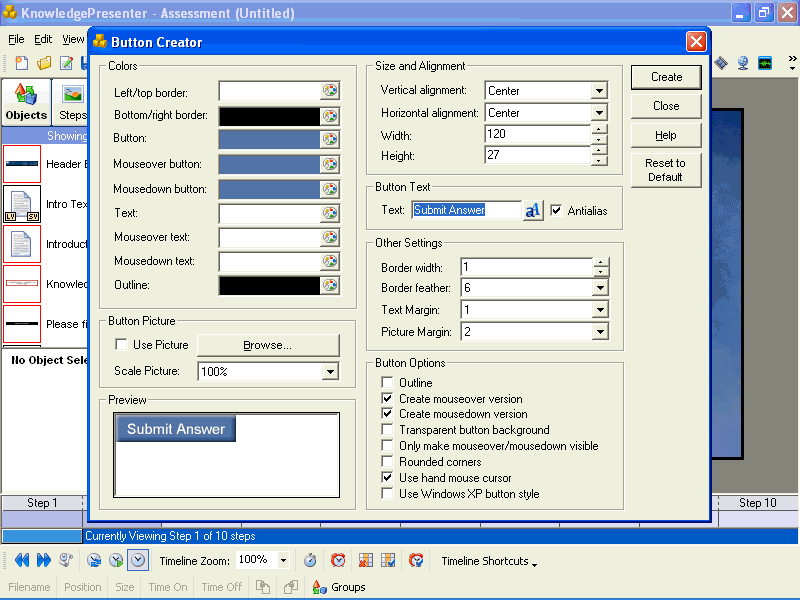 KnowledgePresenter - Assessment (Untitled)
File Edit View
Objects
Steps
Showing
Header B
Intro Tex
LV SV
Introduct
Knowled
Please fi
No Object Sele
Button Creator
Colors
Left/top border:
Bottom/right border:
Button:
Mouseover button:
Mousedown button:
Text:
Mouseover text:
Mousedown text:
Outline:
Button Picture
Use Picture
Browse...
Scale Picture: 100%
Preview
Submit Answer
Size and Alignment
Vertical alignment: Center
Horizontal alignment: Center
Width: 120
Height: 27
Button Text
Text: Submit Answer
a
Antialias
Other Settings
Border width: 1
Border feather: 6
Text Margin: 1
Picture Margin: 2
Button Options
Outline
Create mouseover version
Create mousedown version
Transparent button background
Only make mouseover/mousedown visible
Rounded corners
Use hand mouse cursor
Use Windows XP button style
Create
Close
Help
Reset to
Default
Step 1
Step 10
Currently Viewing Step 1 of 10 steps
Timeline Zoom: 100%
Timeline Shortcuts
Filename Position Size Time On Time Off
Groups